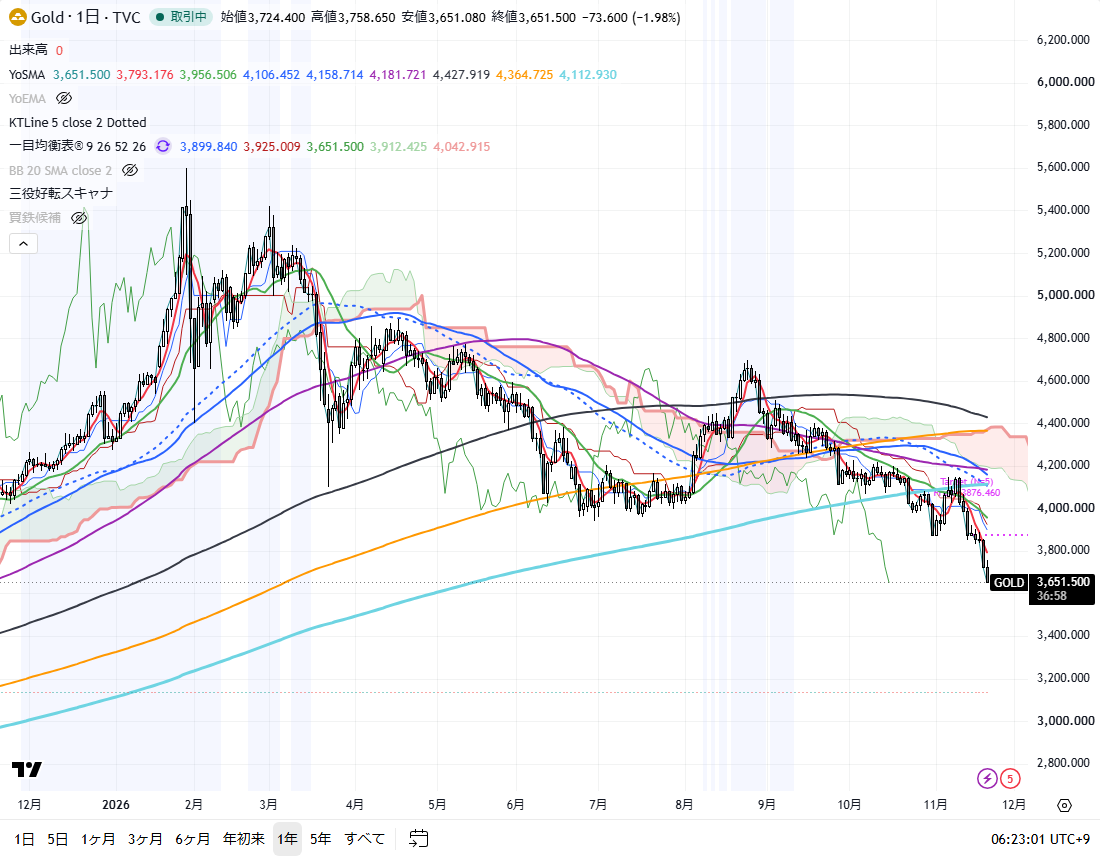 Gold · 1日 · TVC 取引中 始値3,724.400 高値3,758.650 安値3,651.080 終値3,651.500 −73.600 (−1.98%)
出来高 0
YoSMA 3,651.500 3,793.176 3,956.506 4,106.452 4,158.714 4,181.721 4,427.919 4,364.725 4,112.930
YoEMA
KTLine 5 close 2 Dotted
一目均衡表® 9 26 52 26 3,899.840 3,925.009 3,651.500 3,912.425 4,042.915
BB 20 SMA close 2
三役好転スキャナ
買鉄候補
6,200.000
6,000.000
5,800.000
5,600.000
5,400.000
5,200.000
5,000.000
4,800.000
4,600.000
4,400.000
4,200.000
4,000.000
3,800.000
GOLD 3,651.500
36:58
3,400.000
3,200.000
3,000.000
2,800.000
5
12月 2026 2月 3月 4月 5月 6月 7月 8月 9月 10月 11月 12月
1日 5日 1ヶ月 3ヶ月 6ヶ月 年初来 1年 5年 すべて 06:23:01 UTC+9